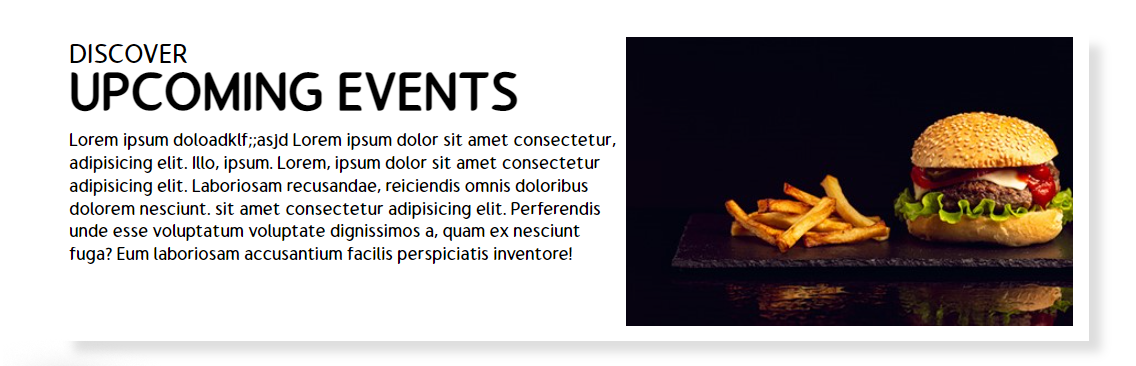 DISCOVER
UPCOMING EVENTS
Lorem ipsum doloadklf;;asjd Lorem ipsum dolor sit amet consectetur,
adipisicing elit. Illo, ipsum. Lorem, ipsum dolor sit amet consectetur
adipisicing elit. Laboriosam recusandae, reiciendis omnis doloribus
dolorem nesciunt. sit amet consectetur adipisicing elit. Perferendis
unde esse voluptatum voluptate dignissimos a, quam ex nesciunt
fuga? Eum laboriosam accusantium facilis perspiciatis inventore!